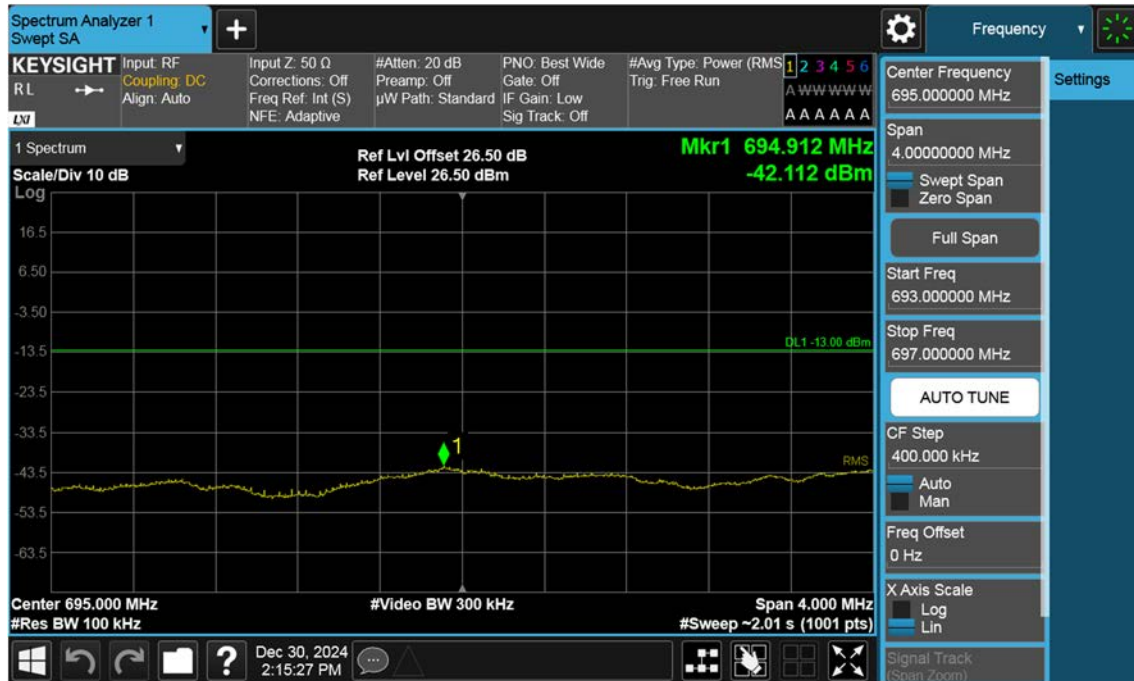 Spectrum Analyzer 1
Swept SA
Frequency
KEYSIGHT
RL
LXI
Input: RF
Coupling: DC
Align: Auto
Input Z: 50 Ω
Corrections: Off
Freq Ref: Int (S)
NFE: Adaptive
#Atten: 20 dB
Preamp: Off
µW Path: Standard
PNO: Best Wide
Gate: Off
IF Gain: Low
Sig Track: Off
#Avg Type: Power (RMS
Trig: Free Run
1 2 3 4 5 6
A W W W W W
A A A A A A
1 Spectrum
Scale/Div 10 dB
Log
Ref Lvl Offset 26.50 dB
Ref Level 26.50 dBm
Mkr1 694.912 MHz
-42.112 dBm
16.5
6.50
-3.50
-13.5
-23.5
-33.5
-43.5
-53.5
-63.5
DL1 -13.00 dBm
1
RMS
Center 695.000 MHz
#Res BW 100 kHz
#Video BW 300 kHz
Span 4.000 MHz
#Sweep ~2.01 s (1001 pts)
Dec 30, 2024
2:15:27 PM
Center Frequency
695.000000 MHz
Span
4.00000000 MHz
Swept Span
Zero Span
Full Span
Start Freq
693.000000 MHz
Stop Freq
697.000000 MHz
AUTO TUNE
CF Step
400.000 kHz
Auto
Man
Freq Offset
0 Hz
X Axis Scale
Log
Lin
Signal Track
(Span Zoom)
Settings